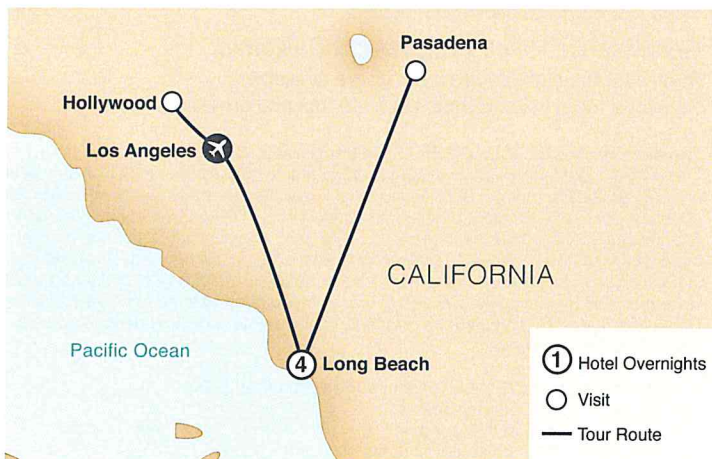 Pasadena
Hollywood
Los Angeles
CALIFORNIA
Pacific Ocean
4 Long Beach
1 Hotel Overnights
Visit
Tour Route